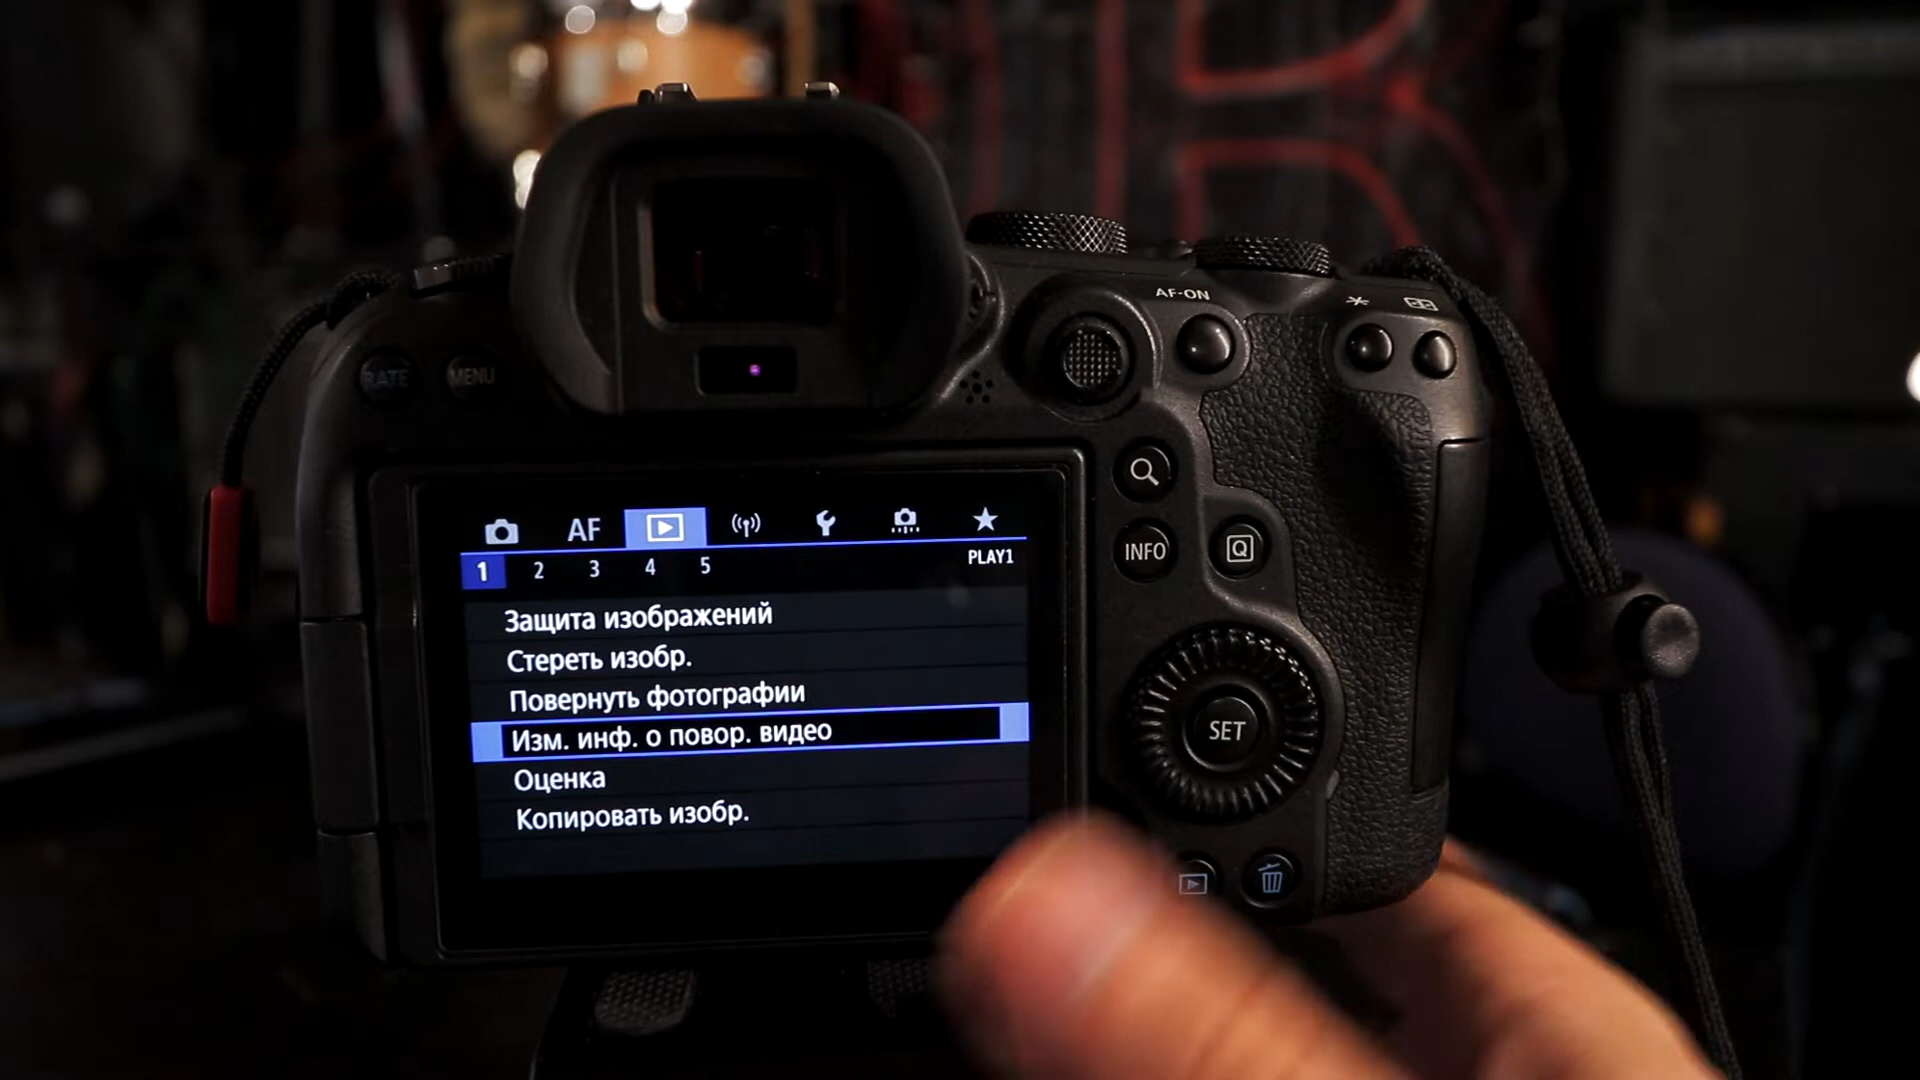 AF-ON
RATE MENU
AF
1 2 3 4 5 PLAY1
INFO Q
Защита изображений
Стереть изобр.
Повернуть фотографии
Изм. инф. о повор. видео
SET
Оценка
Копировать изобр.